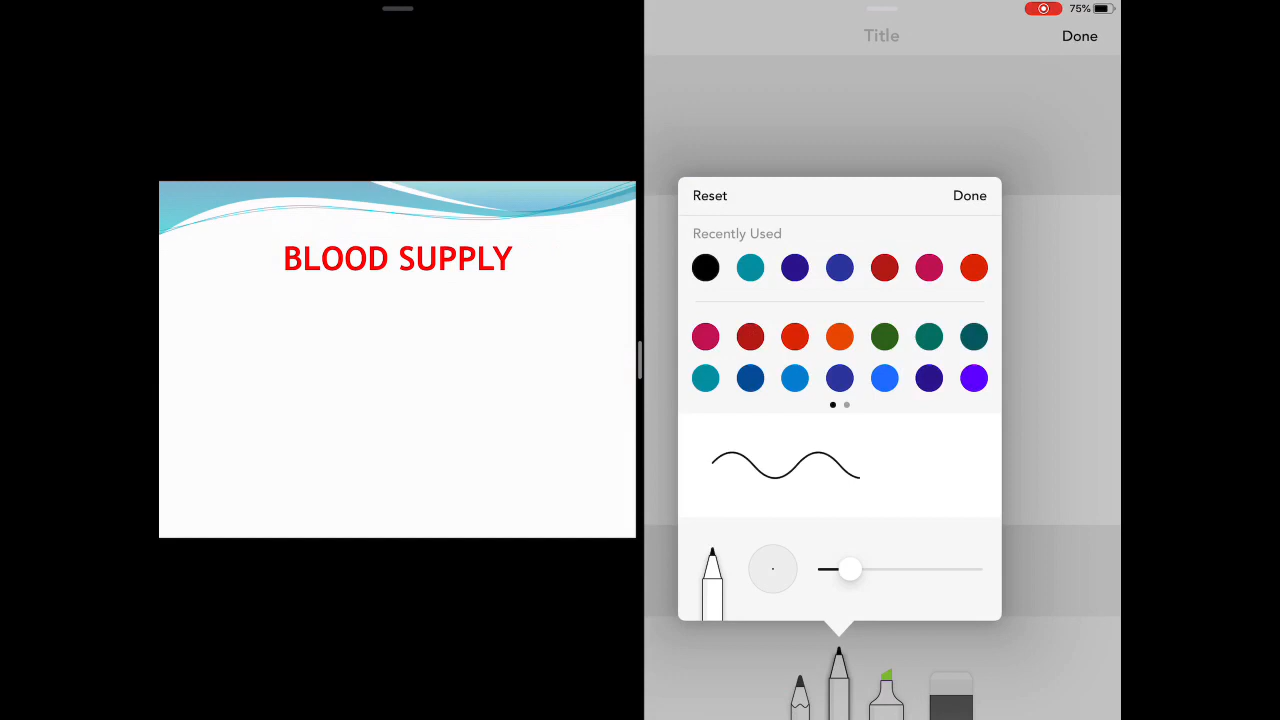 BLOOD SUPPLY
75%
Title
Done
Reset
Done
Recently Used